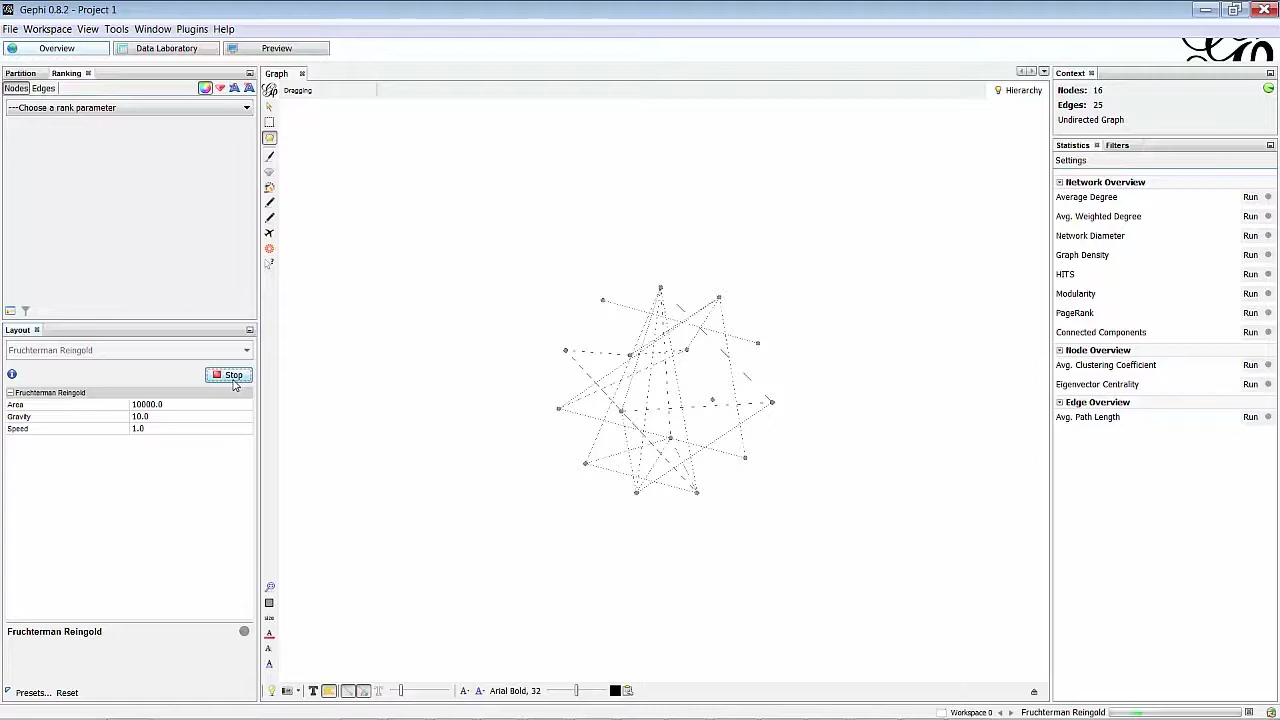 Gephi 0.8.2 - Project 1
File Workspace View Tools Window Plugins Help
Overview Data Laboratory Preview
Partition Ranking
Nodes Edges
---Choose a rank parameter
Layout
Fruchterman Reingold
Stop
Fruchterman Reingold
Area 10000.0
Gravity 10.0
Speed 1.0
Fruchterman Reingold
Presets... Reset
Graph
Dragging
Hierarchy
size
A
A
A
T T A- A- Arial Bold, 32
Context
Nodes: 16
Edges: 25
Undirected Graph
Statistics Filters
Settings
Network Overview
Average Degree Run
Avg. Weighted Degree Run
Network Diameter Run
Graph Density Run
HITS Run
Modularity Run
PageRank Run
Connected Components Run
Node Overview
Avg. Clustering Coefficient Run
Eigenvector Centrality Run
Edge Overview
Avg. Path Length Run
Workspace 0 Fruchterman Reingold